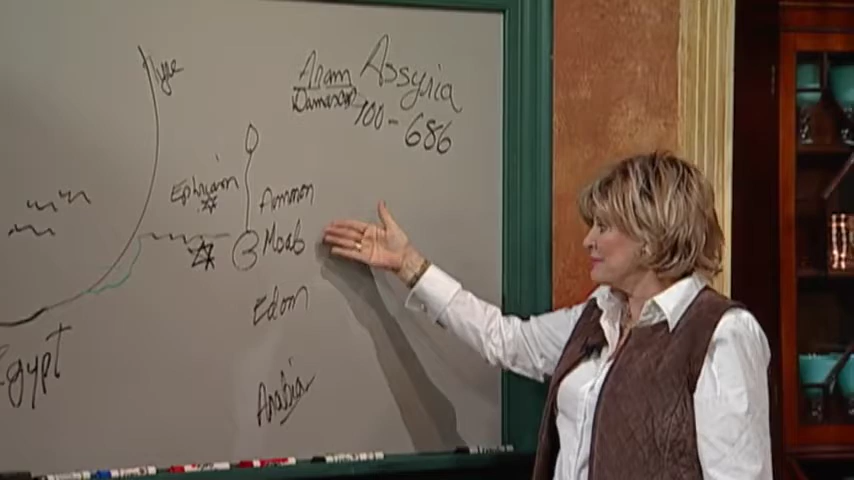 Tyre
Aram
Damascus
Assyria
700-686
Ephraim
Ammon
Moab
Edom
Egypt
Arabia